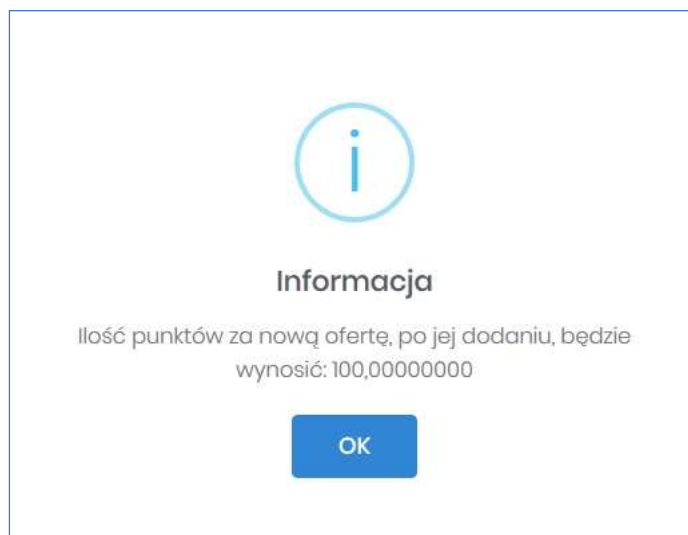 Informacja
Ilość punktów za nową ofertę, po jej dodaniu, będzie
wynosić: 100,00000000
OK